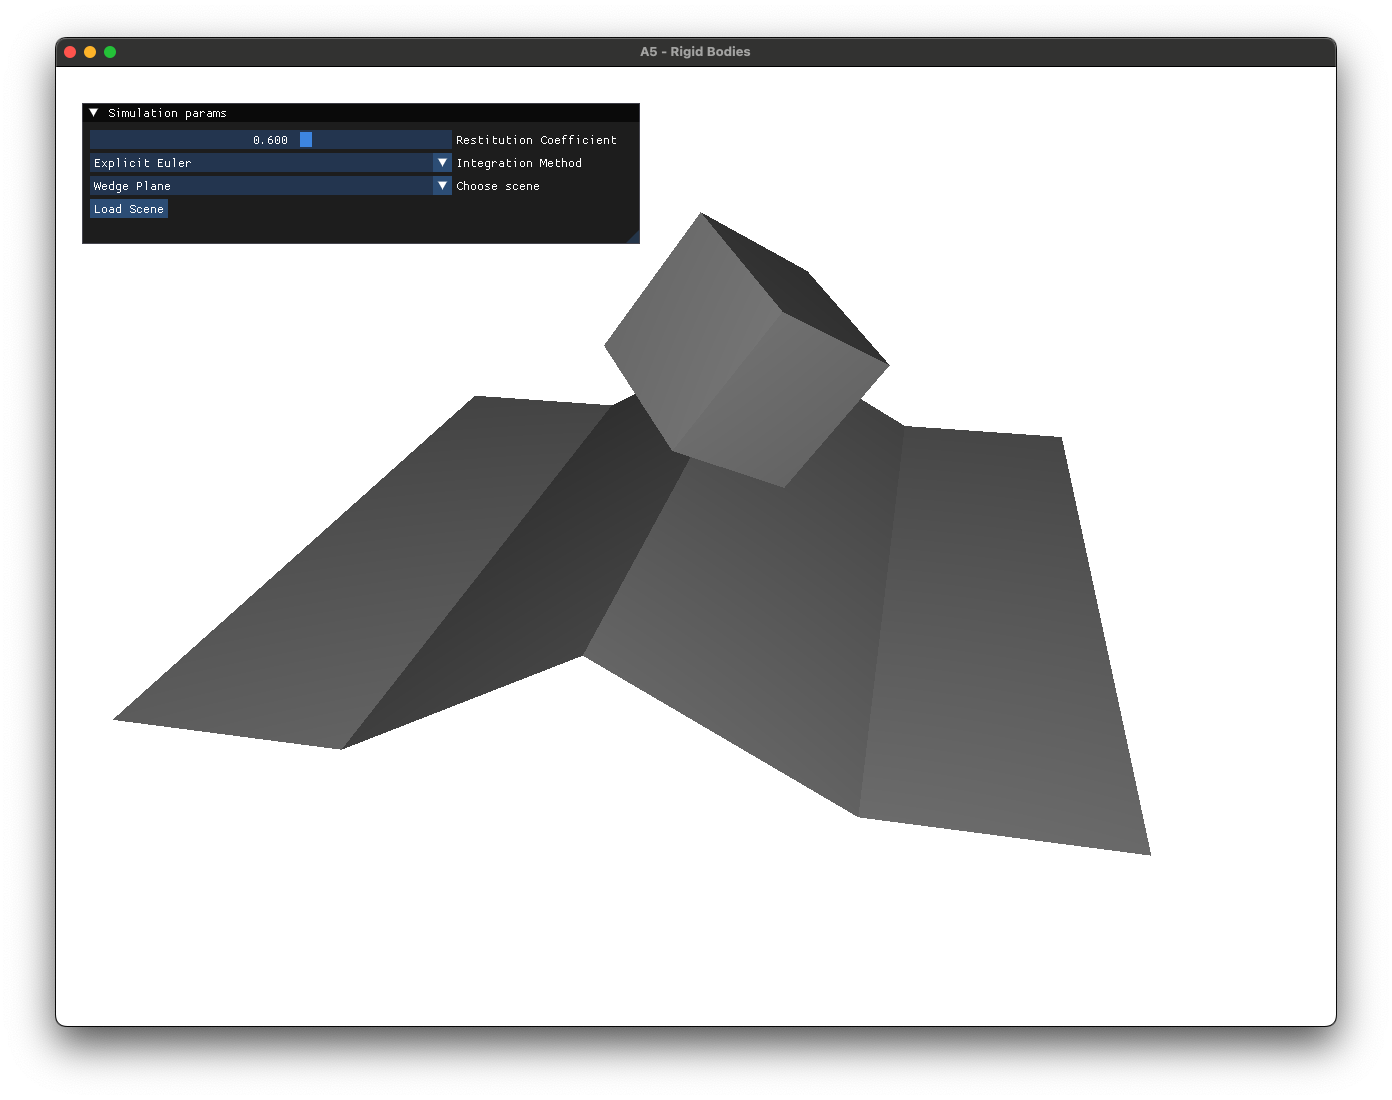 A5 - Rigid Bodies
Simulation params
0.600 Restitution Coefficient
Explicit Euler Integration Method
Wedge Plane Choose scene
Load Scene